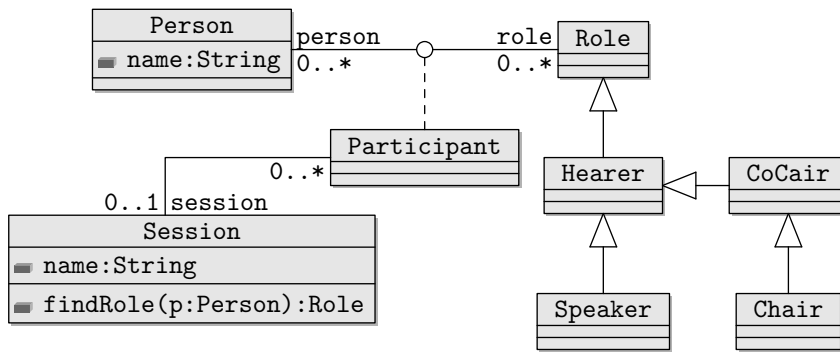 Person
name:String
person
0..*
role
0..*
Role
Participant
0..*
Hearer
CoCair
0..1 session
Session
name:String
findRole(p:Person):Role
Speaker
Chair